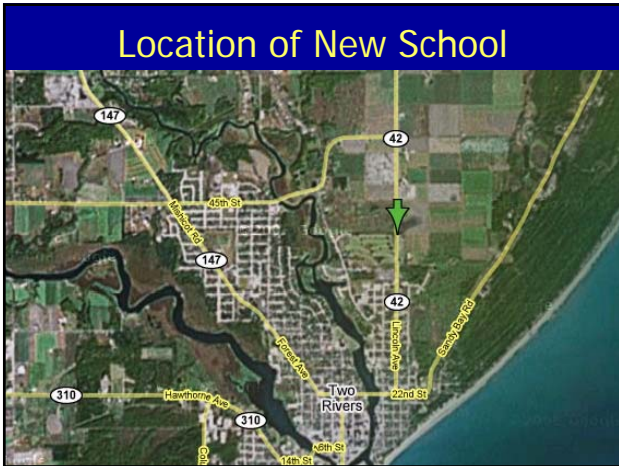 Location of New School
147
42
45th St
Mishicot Rd
147
42
Lincoln Ave
Sandy Bay Rd
Forest Ave
Two
Rivers
22nd St
310
Hawthorne Ave
310
16th St
14th St